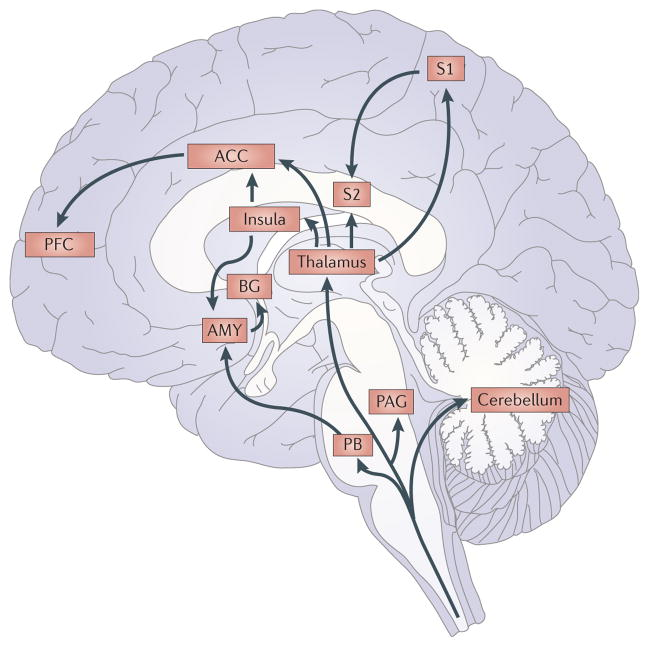 S1
ACC
S2
Insula
PFC
Thalamus
BG
AMY
PAG
Cerebellum
PB